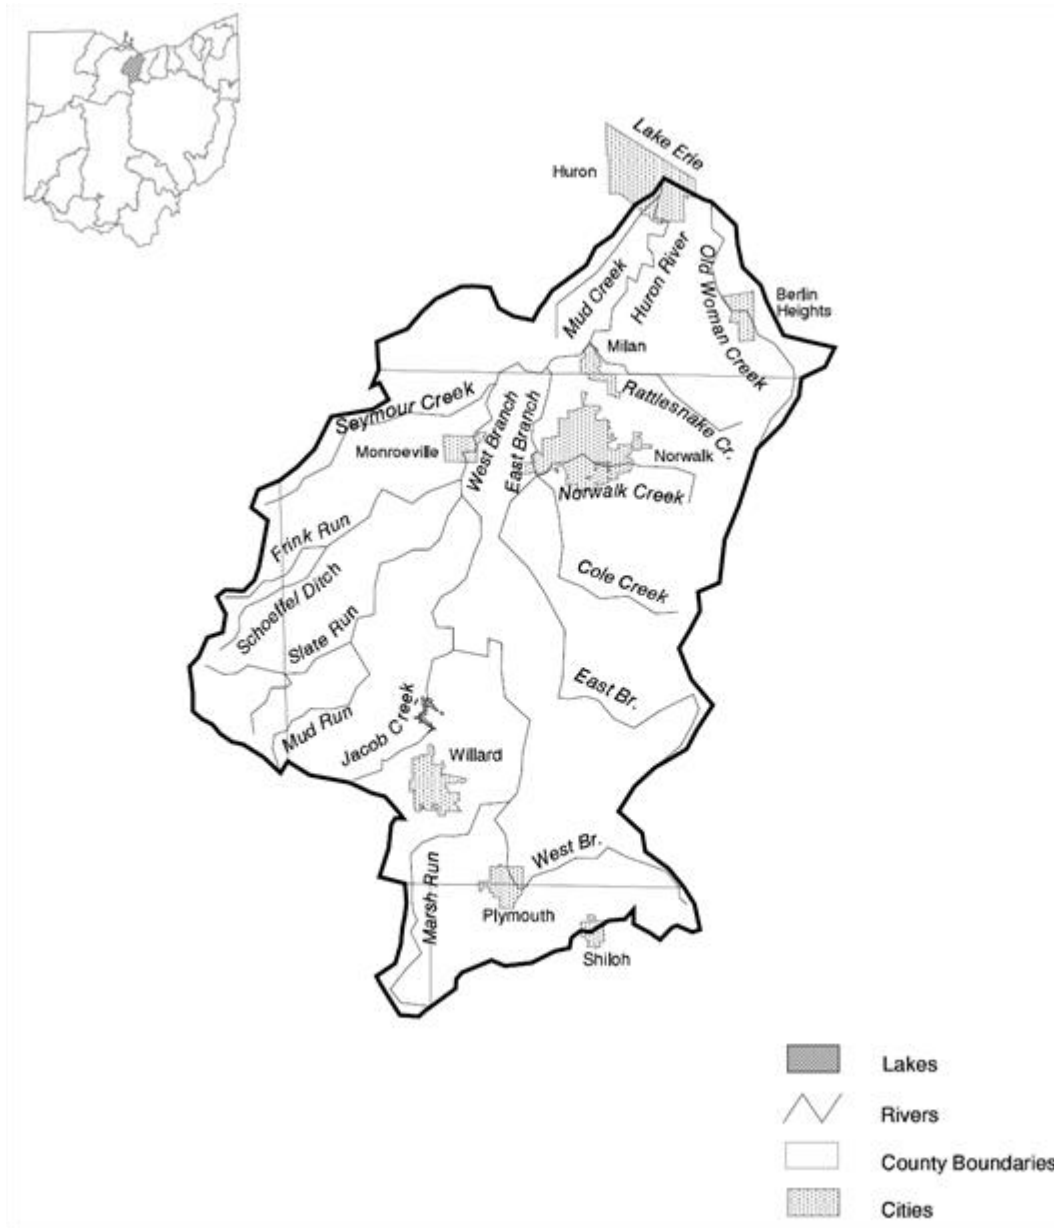 Lake Erie
Huron
Mud Creek
Huron River
Old Woman Creek
Berlin
Heights
Milan
Rattlesnake Cr.
Seymour Creek
West Branch
East Branch
Monroeville
Norwalk
Norwalk Creek
Frink Run
Schoeffel Ditch
Cole Creek
Slate Run
East Br.
Mud Run
Jacob Creek
Willard
West Br.
Marsh Run
Plymouth
Shiloh
Lakes
Rivers
County Boundaries
Cities